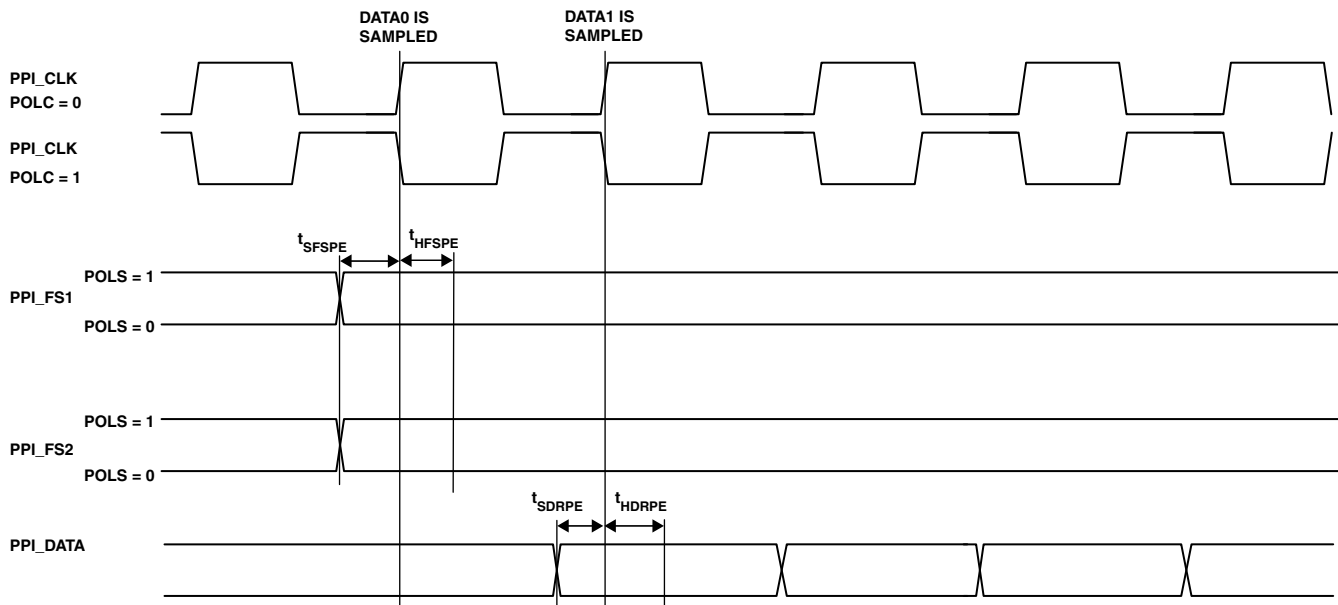 DATA0 IS
SAMPLED
DATA1 IS
SAMPLED
PPI_CLK
POLC = 0
PPI_CLK
POLC = 1
tSFSPE
tHFSPE
POLS = 1
PPI_FS1
POLS = 0
POLS = 1
PPI_FS2
POLS = 0
tSDRPE
tHDRPE
PPI_DATA